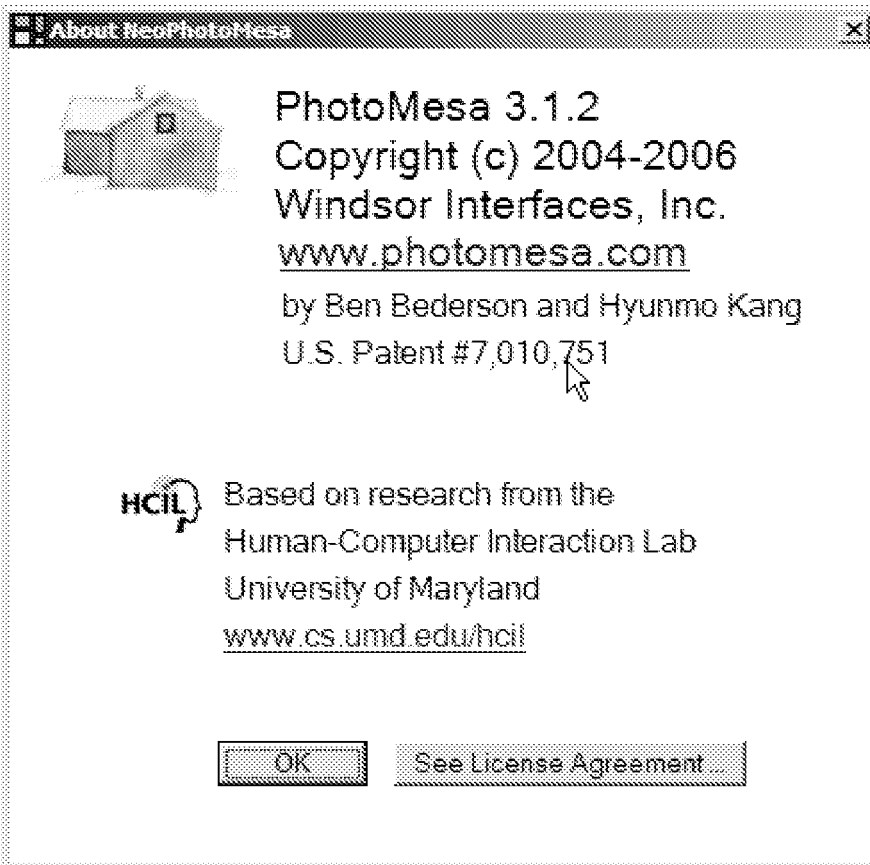 About NeoPhotoMesa
PhotoMesa 3.1.2
Copyright (c) 2004-2006
Windsor Interfaces, Inc.
www.photomesa.com
by Ben Bederson and Hyunmo Kang
U.S. Patent #7,010,751
HCIL
Based on research from the
Human-Computer Interaction Lab
University of Maryland
www.cs.umd.edu/hcil
OK
See License Agreement...